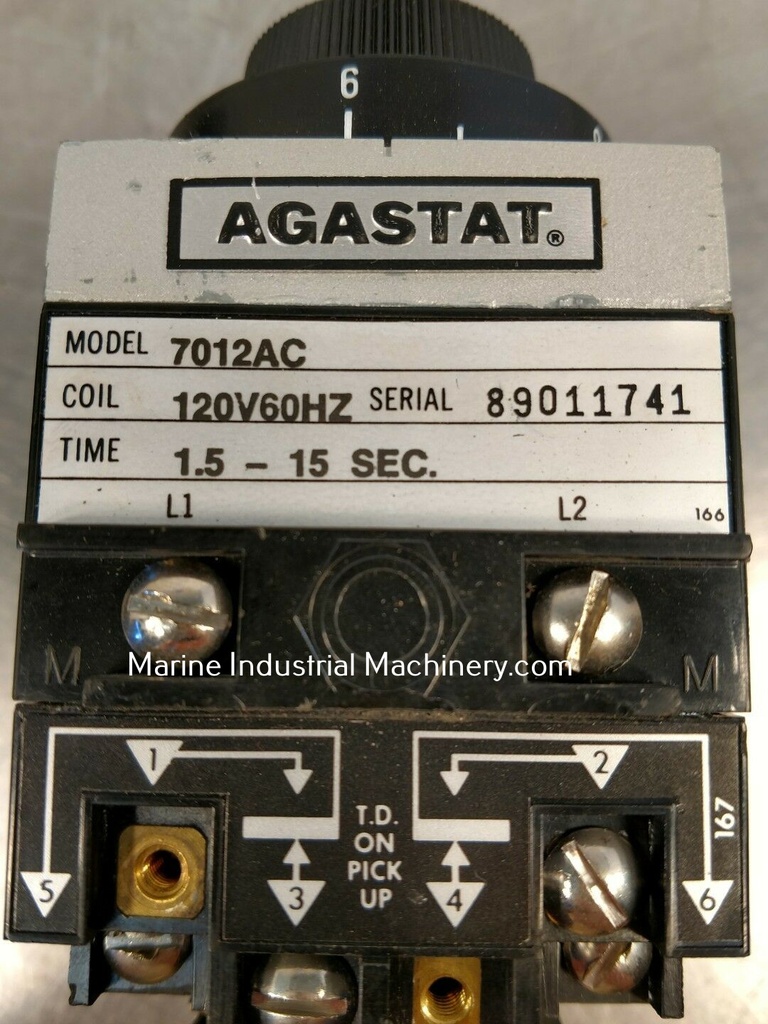 6
AGASTAT®
MODEL 7012AC
COIL 120V60HZ SERIAL 89011741
TIME 1.5 - 15 SEC.
L1 L2 166
M M
Marine Industrial Machinery.com
1 2
T.D.
ON
PICK
UP
167
5 3 4 6